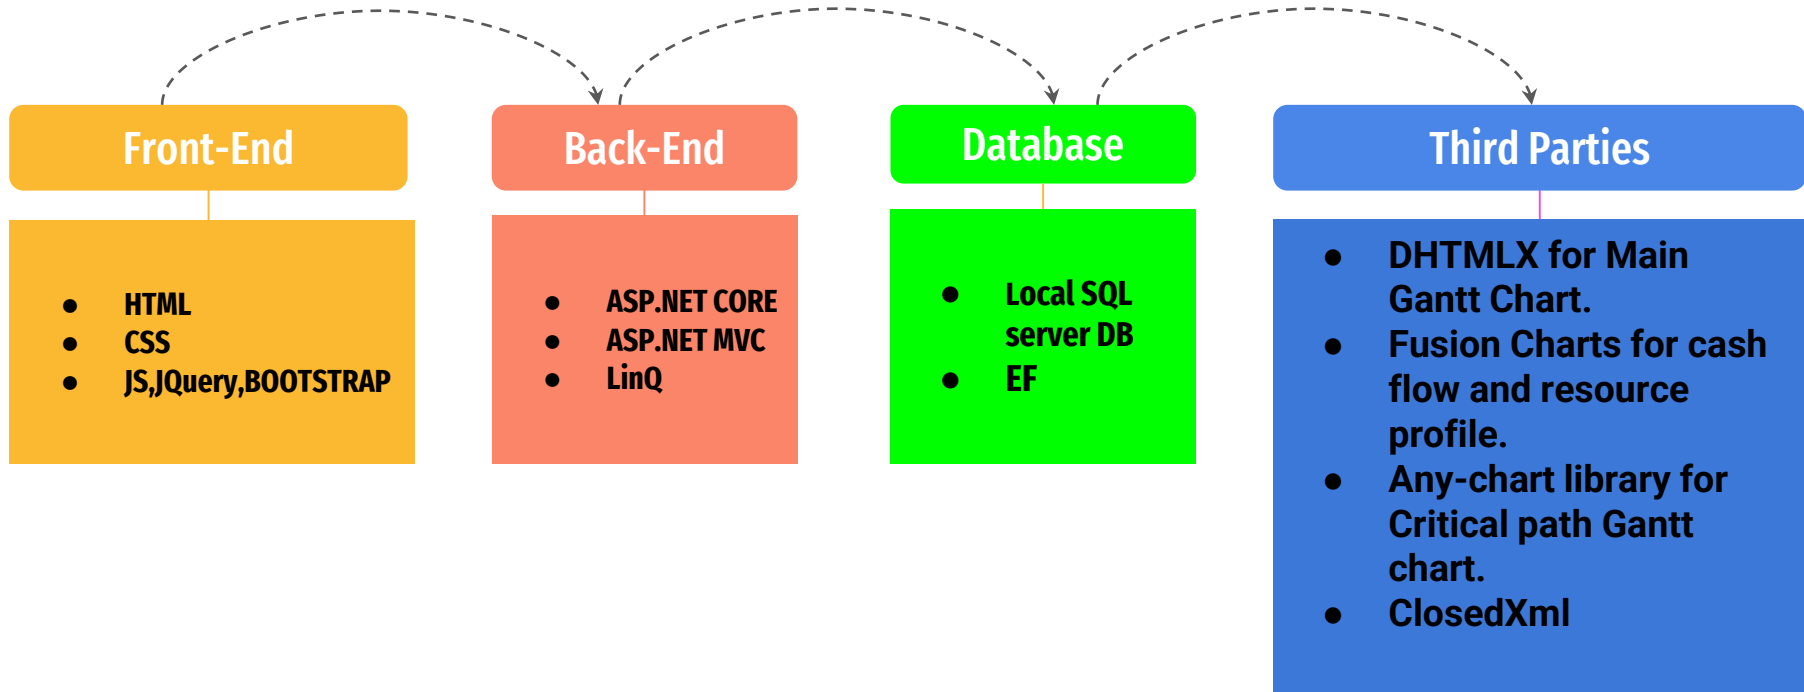 Front-End
● HTML
● CSS
● JS,JQuery,BOOTSTRAP
Back-End
● ASP.NET CORE
● ASP.NET MVC
● LinQ
Database
● Local SQL
server DB
● EF
Third Parties
● DHTMLX for Main
Gantt Chart.
● Fusion Charts for cash
flow and resource
profile.
● Any-chart library for
Critical path Gantt
chart.
● ClosedXml